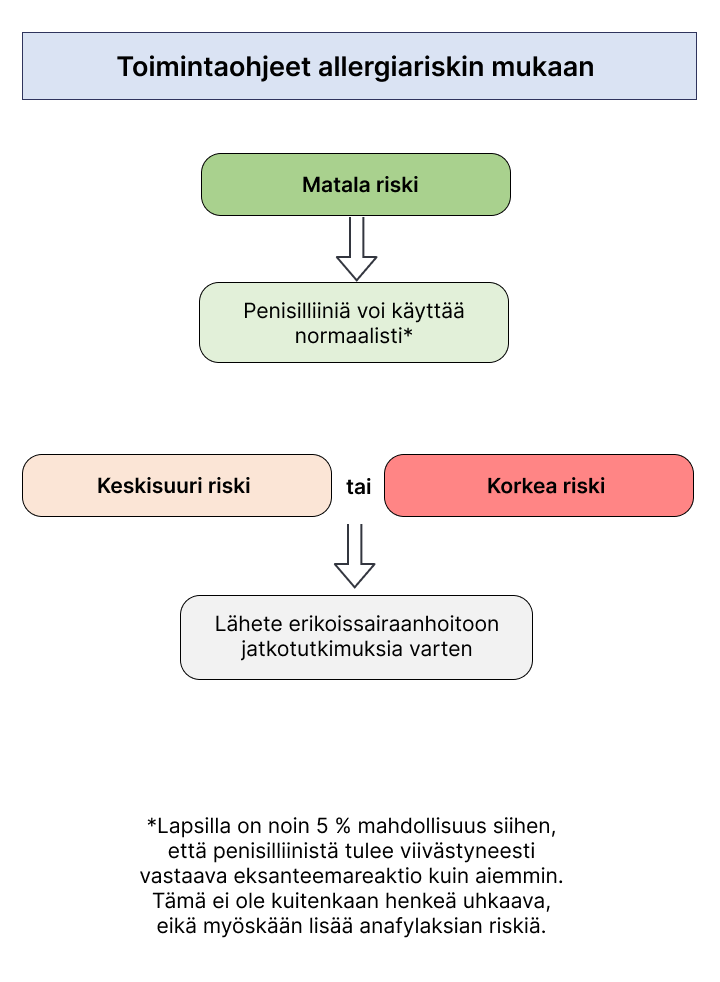 Toimintaohjeet allergiariskin mukaan
Matala riski
Penisilliiniä voi käyttää
normaalisti*
Keskisuuri riski
tai
Korkea riski
Lähete erikoissairaanhoitoon
jatkotutkimuksia varten
*Lapsilla on noin 5 % mahdollisuus siihen,
että penisilliinistä tulee viivästyneesti
vastaava eksanteemareaktio kuin aiemmin.
Tämä ei ole kuitenkaan henkeä uhkaava,
eikä myöskään lisää anafylaksian riskiä.